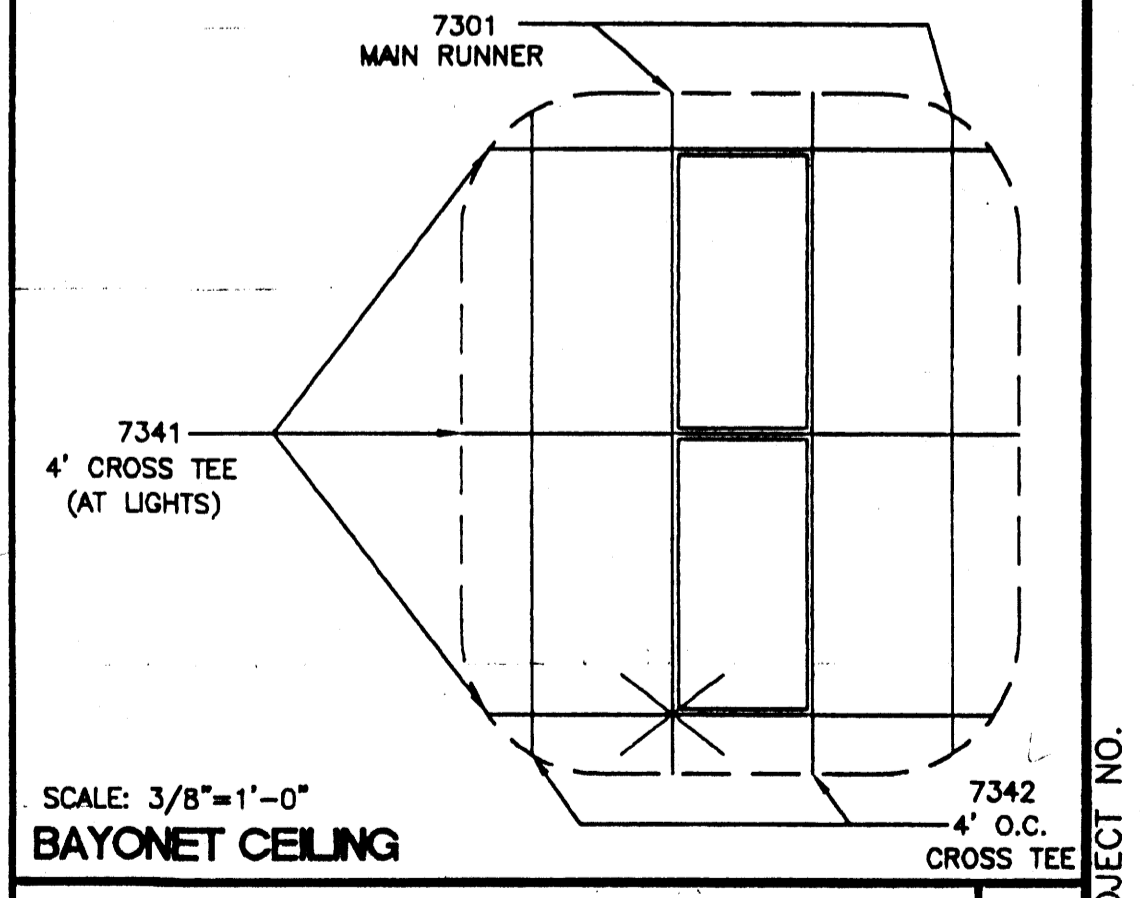 7301
MAIN RUNNER
7341
4' CROSS TEE
(AT LIGHTS)
SCALE: 3/8"=1'-0"
BAYONET CEILING
7342
4' O.C.
CROSS TEE
JECT NO.